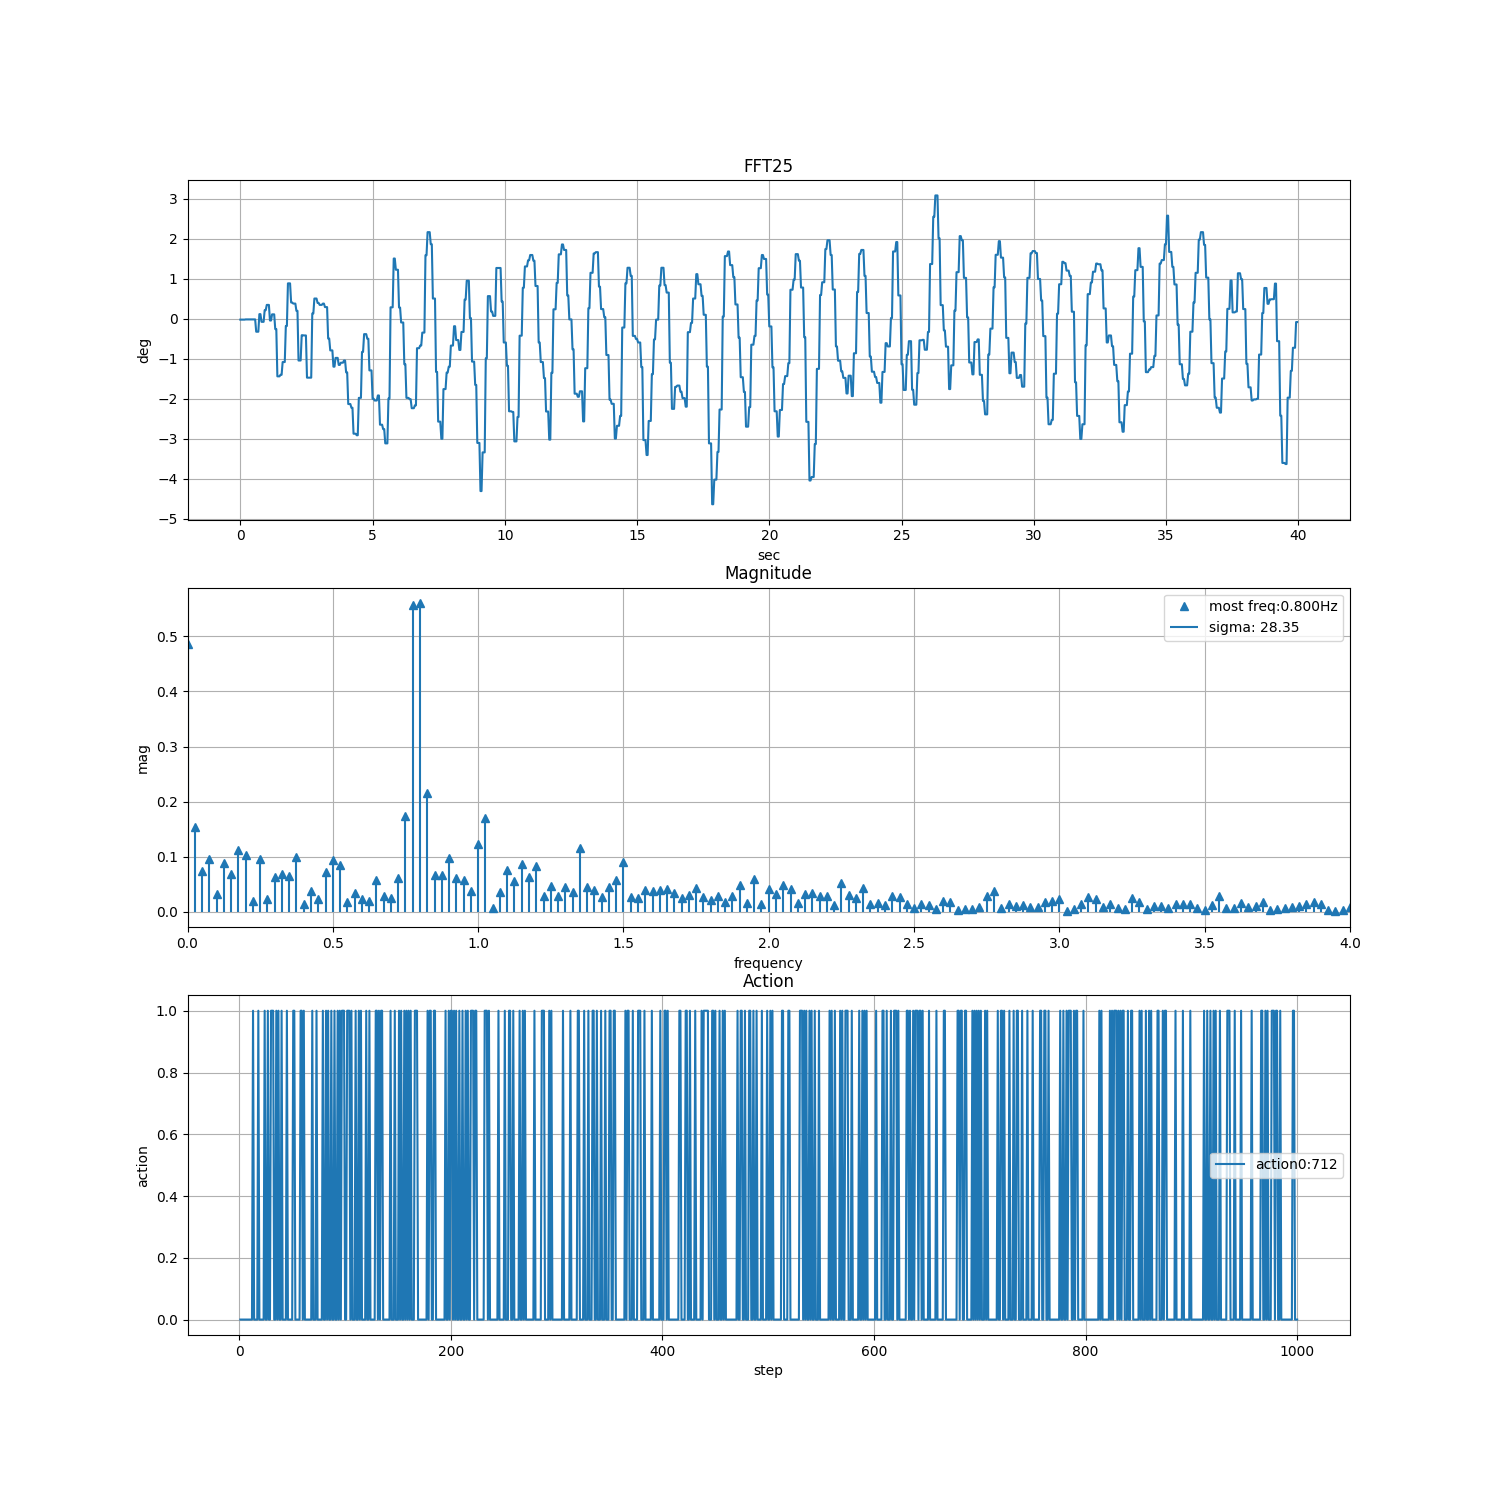 FFT25
3
2
1
0
−1
−2
−3
−4
−5
deg
0 5 10 15 20 25 30 35 40
sec
Magnitude
0.5
0.4
0.3
0.2
0.1
0.0
mag
most freq:0.800Hz
sigma: 28.35
0.0 0.5 1.0 1.5 2.0 2.5 3.0 3.5 4.0
frequency
Action
1.0
0.8
0.6
0.4
0.2
0.0
action
action0:712
0 200 400 600 800 1000
step